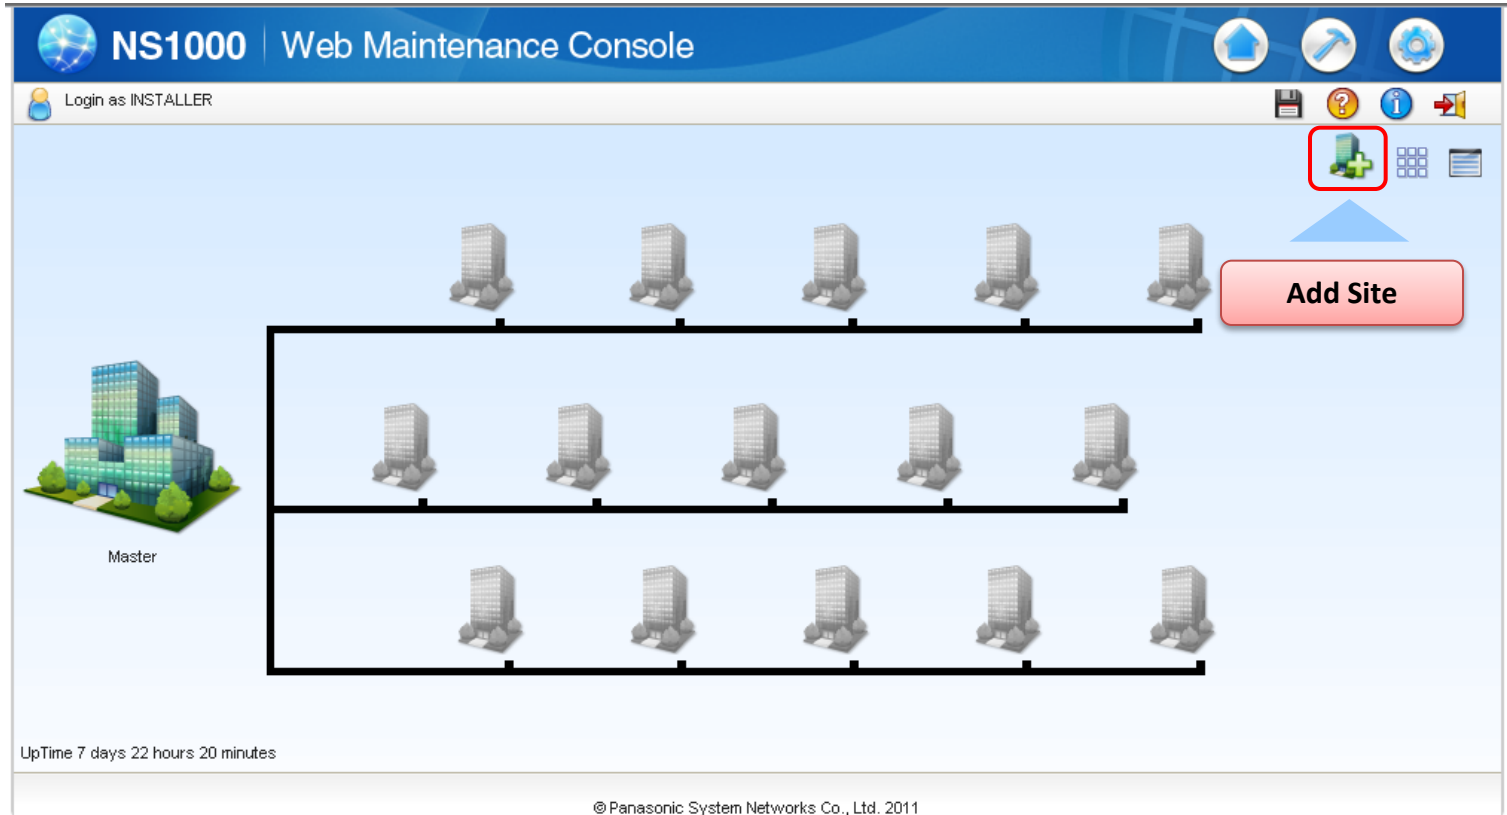 NS1000 Web Maintenance Console
Login as INSTALLER
Add Site
Master
UpTime 7 days 22 hours 20 minutes
© Panasonic System Networks Co., Ltd. 2011